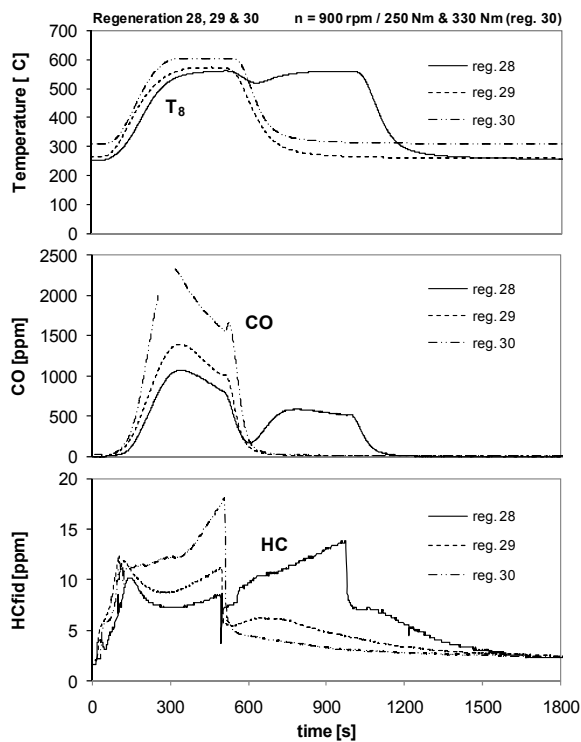 Regeneration 28, 29 & 30 n = 900 rpm / 250 Nm & 330 Nm (reg. 30)
Temperature [ C]
700
600
500
400
300
200
100
0
T8
reg. 28
reg. 29
reg. 30
CO [ppm]
2500
2000
1500
1000
500
0
CO
reg. 28
reg. 29
reg. 30
HCfid [ppm]
20
15
10
5
0
HC
reg. 28
reg. 29
reg. 30
0 300 600 900 1200 1500 1800
time [s]